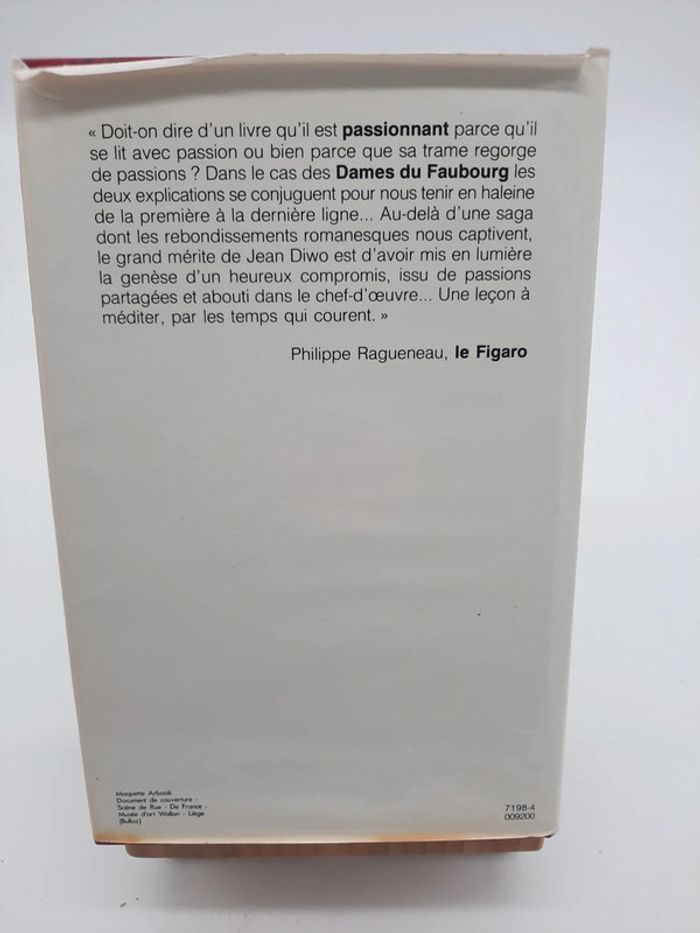 « Doit-on dire d'un livre qu'il est passionnant parce qu'il
se lit avec passion ou bien parce que sa trame regorge
de passions ? Dans le cas des Dames du Faubourg les
deux explications se conjuguent pour nous tenir en haleine
de la première à la dernière ligne... Au-delà d'une saga
dont les rebondissements romanesques nous captivent,
le grand mérite de Jean Diwo est d'avoir mis en lumière
la genèse d'un heureux compromis, issu de passions
partagées et abouti dans le chef-d'œuvre... Une leçon à
méditer, par les temps qui courent. »
Philippe Ragueneau, le Figaro
Maquette Arbook
Document de couverture :
Scène de Rue - De France -
Musée d'art Wallon - Liège
(Bulloz)
7198-4
009200